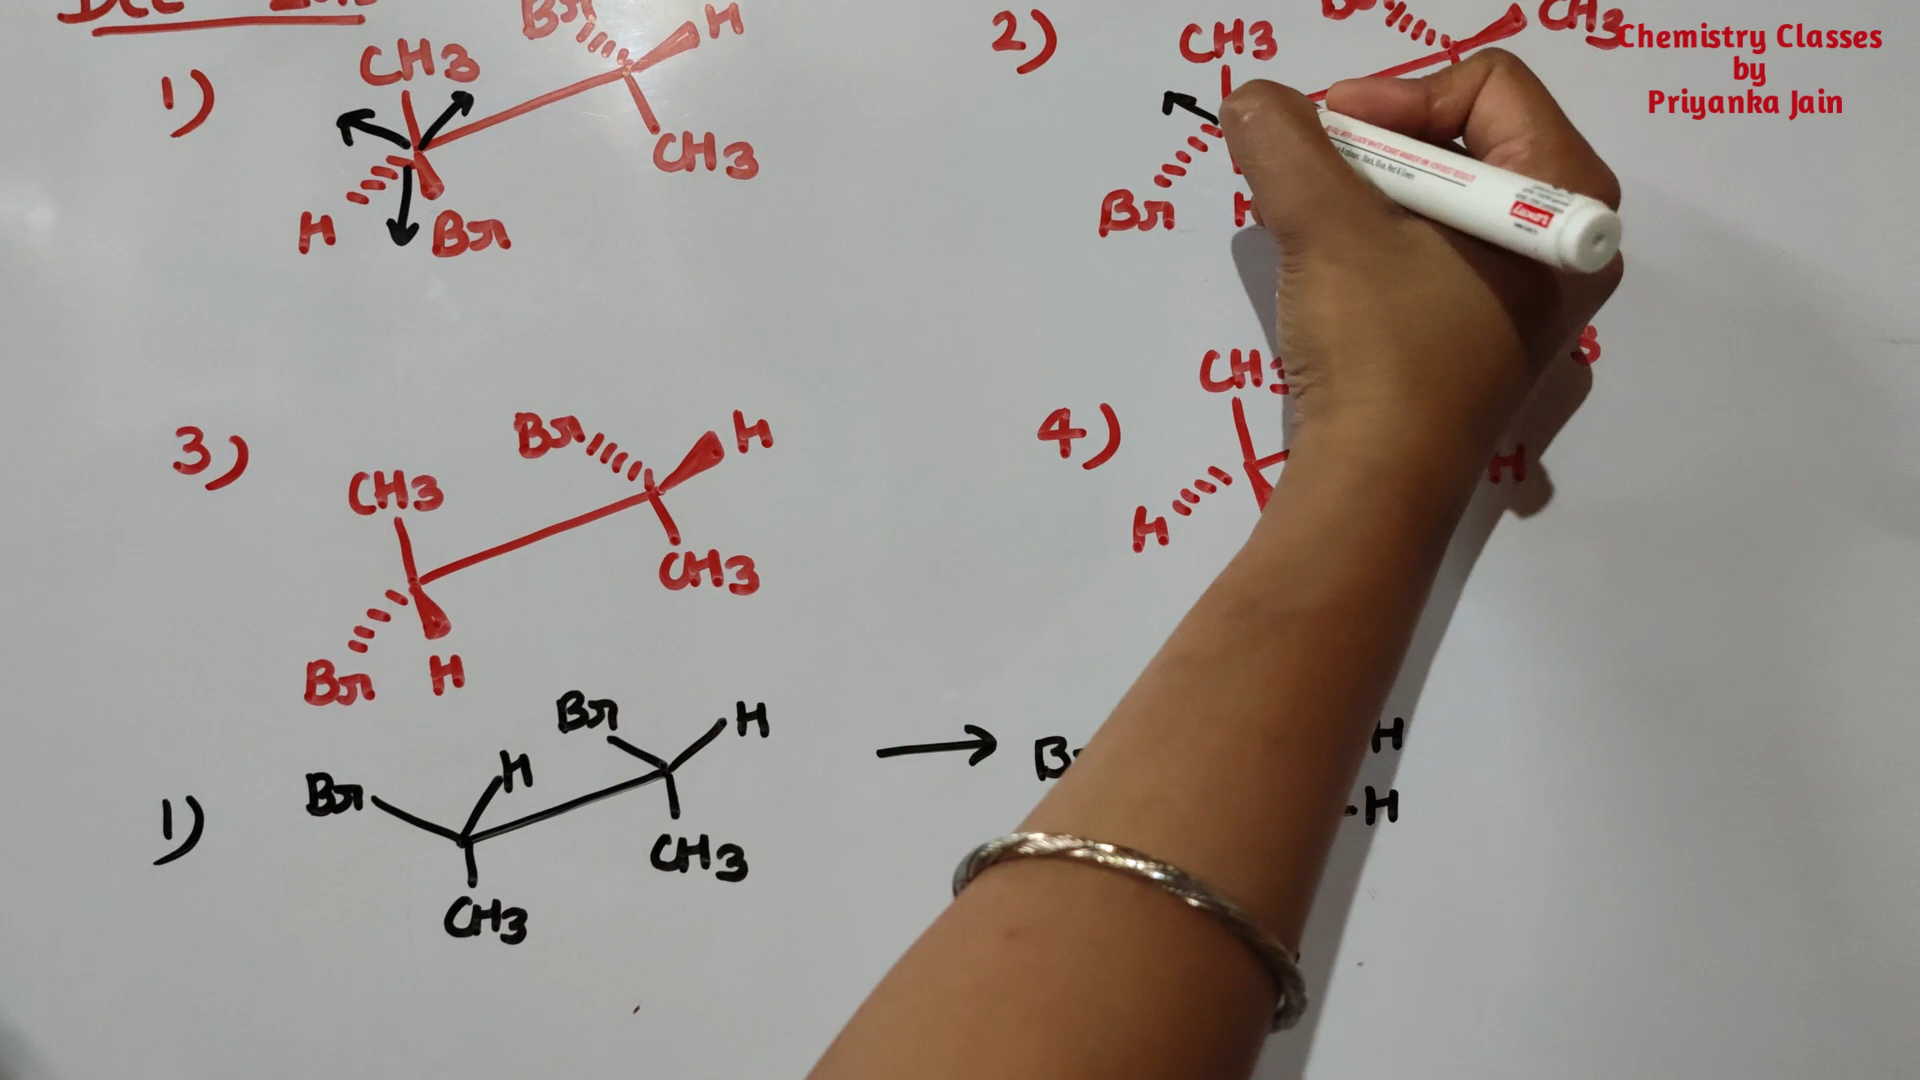 1)
CH3
Br
H
H
Br
CH3
2)
CH3
CH3
Br
Chemistry Classes
by
Priyanka Jain
3)
CH3
Br
H
Br
H
CH3
4)
CH3
H
H
1)
Br
H
Br
H
CH3
CH3
H
H